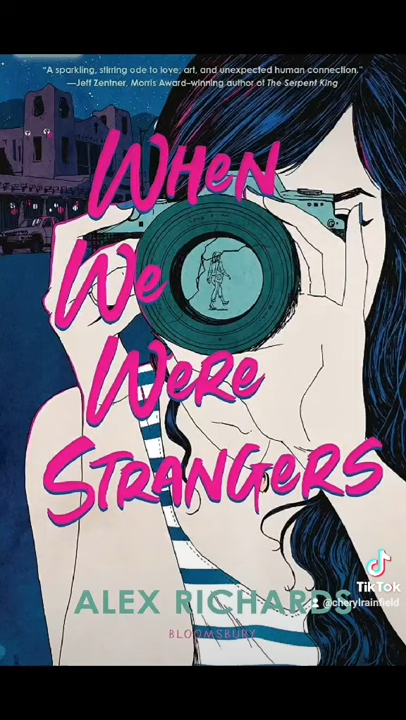 "A sparkling, stirring ode to love, art, and unexpected human connection."
—Jeff Zentner, Morris Award–winning author of The Serpent King
When
We
Were
Strangers
TikTok
@cherylrainfield
ALEX RICHARDS
BLOOMSBURY